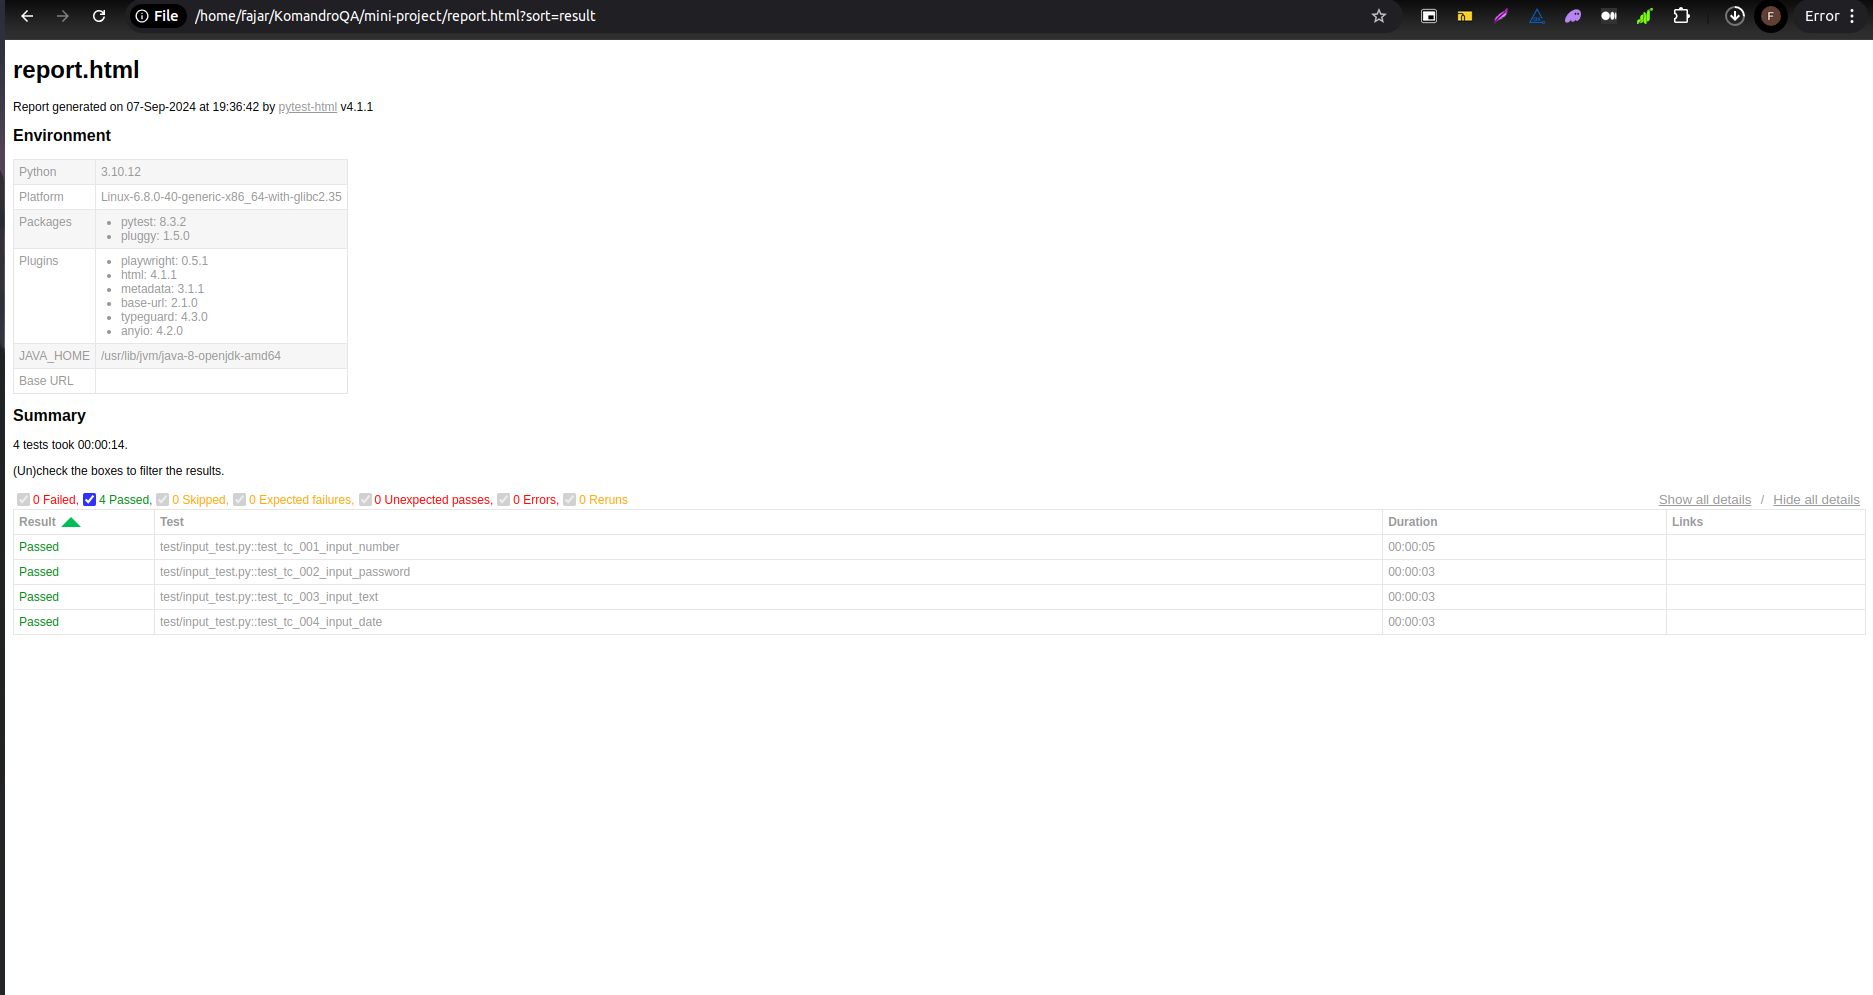 File /home/fajar/KomandroQA/mini-project/report.html?sort=result F Error
report.html
Report generated on 07-Sep-2024 at 19:36:42 by pytest-html v4.1.1
Environment
Python 3.10.12
Platform Linux-6.8.0-40-generic-x86_64-with-glibc2.35
Packages
pytest: 8.3.2
pluggy: 1.5.0
Plugins
playwright: 0.5.1
html: 4.1.1
metadata: 3.1.1
base-url: 2.1.0
typeguard: 4.3.0
anyio: 4.2.0
JAVA_HOME /usr/lib/jvm/java-8-openjdk-amd64
Base URL
Summary
4 tests took 00:00:14.
(Un)check the boxes to filter the results.
0 Failed, 4 Passed, 0 Skipped, 0 Expected failures, 0 Unexpected passes, 0 Errors, 0 Reruns Show all details / Hide all details
Result Test Duration Links
Passed test/input_test.py::test_tc_001_input_number 00:00:05
Passed test/input_test.py::test_tc_002_input_password 00:00:03
Passed test/input_test.py::test_tc_003_input_text 00:00:03
Passed test/input_test.py::test_tc_004_input_date 00:00:03